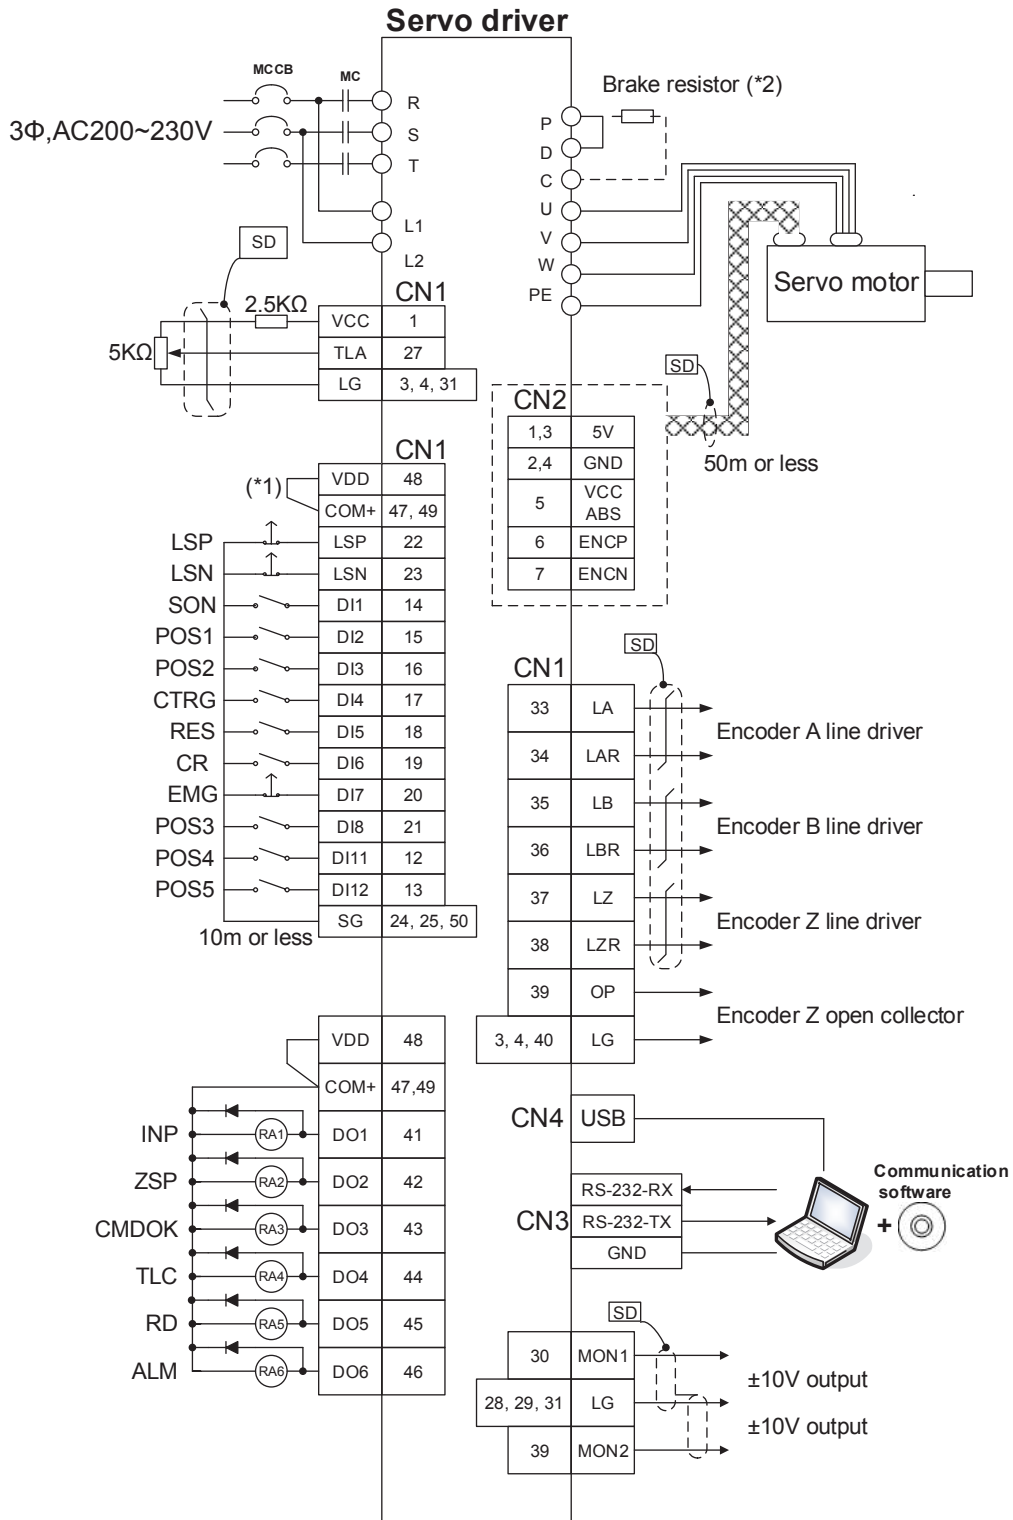 Servo driver
MCCB
MC
3Φ,AC200~230V
R
S
T
L1
L2
Brake resistor (*2)
P
D
C
U
V
W
PE
Servo motor
SD
50m or less
SD
2.5KΩ
5KΩ
CN1
VCC 1
TLA 27
LG 3, 4, 31
CN2
1,3 5V
2,4 GND
5 VCC ABS
6 ENCP
7 ENCN
CN1
(*1)
VDD 48
COM+ 47, 49
LSP LSP 22
LSN LSN 23
SON DI1 14
POS1 DI2 15
POS2 DI3 16
CTRG DI4 17
RES DI5 18
CR DI6 19
EMG DI7 20
POS3 DI8 21
POS4 DI11 12
POS5 DI12 13
SG 24, 25, 50
10m or less
SD
CN1
33 LA
34 LAR
Encoder A line driver
35 LB
36 LBR
Encoder B line driver
37 LZ
38 LZR
Encoder Z line driver
39 OP
3, 4, 40 LG
Encoder Z open collector
VDD 48
COM+ 47,49
INP RA1 DO1 41
ZSP RA2 DO2 42
CMDOK RA3 DO3 43
TLC RA4 DO4 44
RD RA5 DO5 45
ALM RA6 DO6 46
CN4 USB
CN3
RS-232-RX
RS-232-TX
GND
Communication
software
+
SD
30 MON1
28, 29, 31 LG
39 MON2
±10V output
±10V output